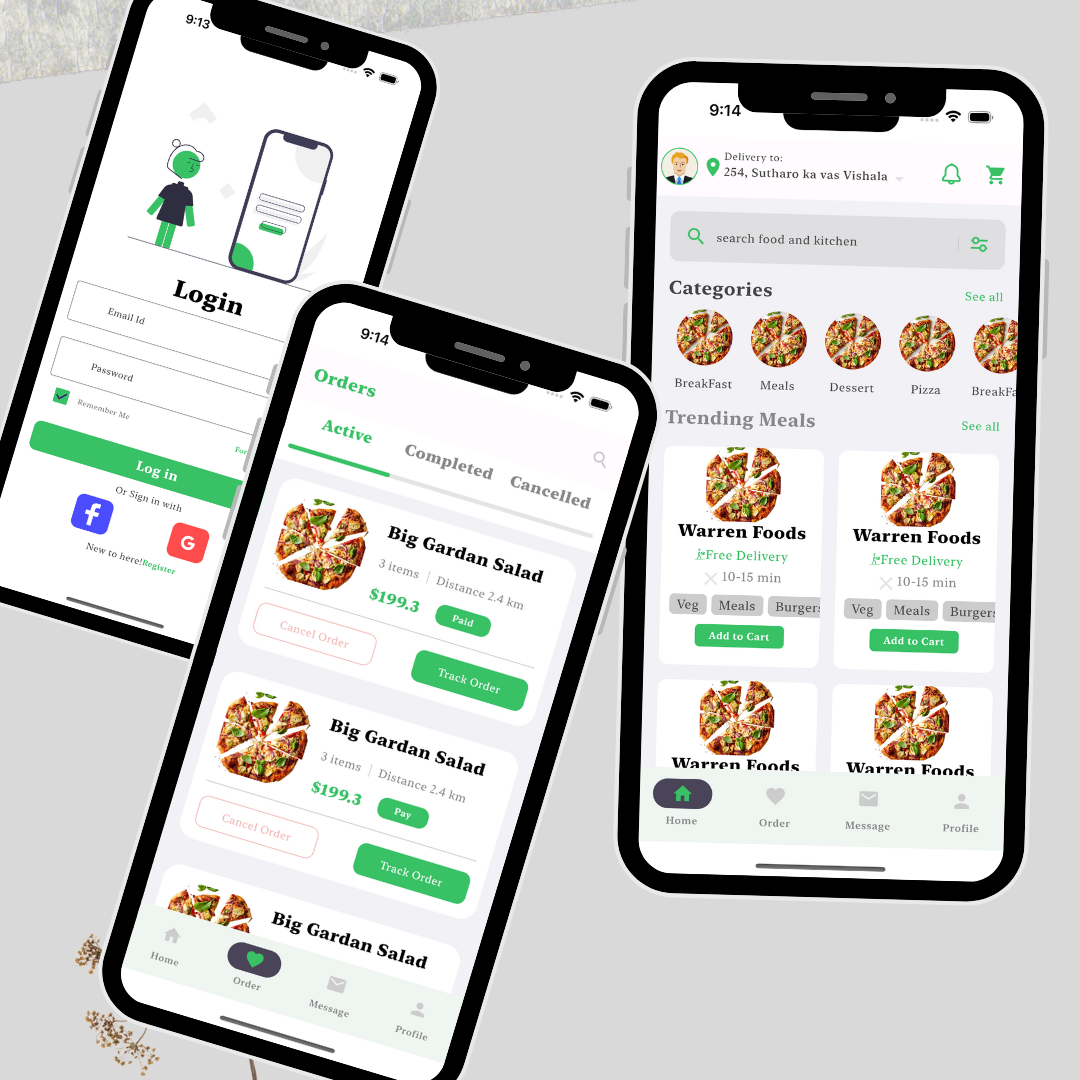 9:13
Login
Email Id
Password
Remember Me
For
Log in
Or Sign in with
f
G
New to here!Register
9:14
Orders
Active
Completed
Cancelled
Big Gardan Salad
3 items | Distance 2.4 km
$199.3
Paid
Cancel Order
Track Order
Big Gardan Salad
3 items | Distance 2.4 km
$199.3
Pay
Cancel Order
Track Order
Big Gardan Salad
Home
Order
Message
Profile
9:14
Delivery to:
254, Sutharo ka vas Vishala
search food and kitchen
Categories
See all
BreakFast
Meals
Dessert
Pizza
BreakFa
Trending Meals
See all
Warren Foods
Free Delivery
10-15 min
Veg
Meals
Burgers
Add to Cart
Warren Foods
Free Delivery
10-15 min
Veg
Meals
Burgers
Add to Cart
Warren Foods
Warren Foods
Home
Order
Message
Profile